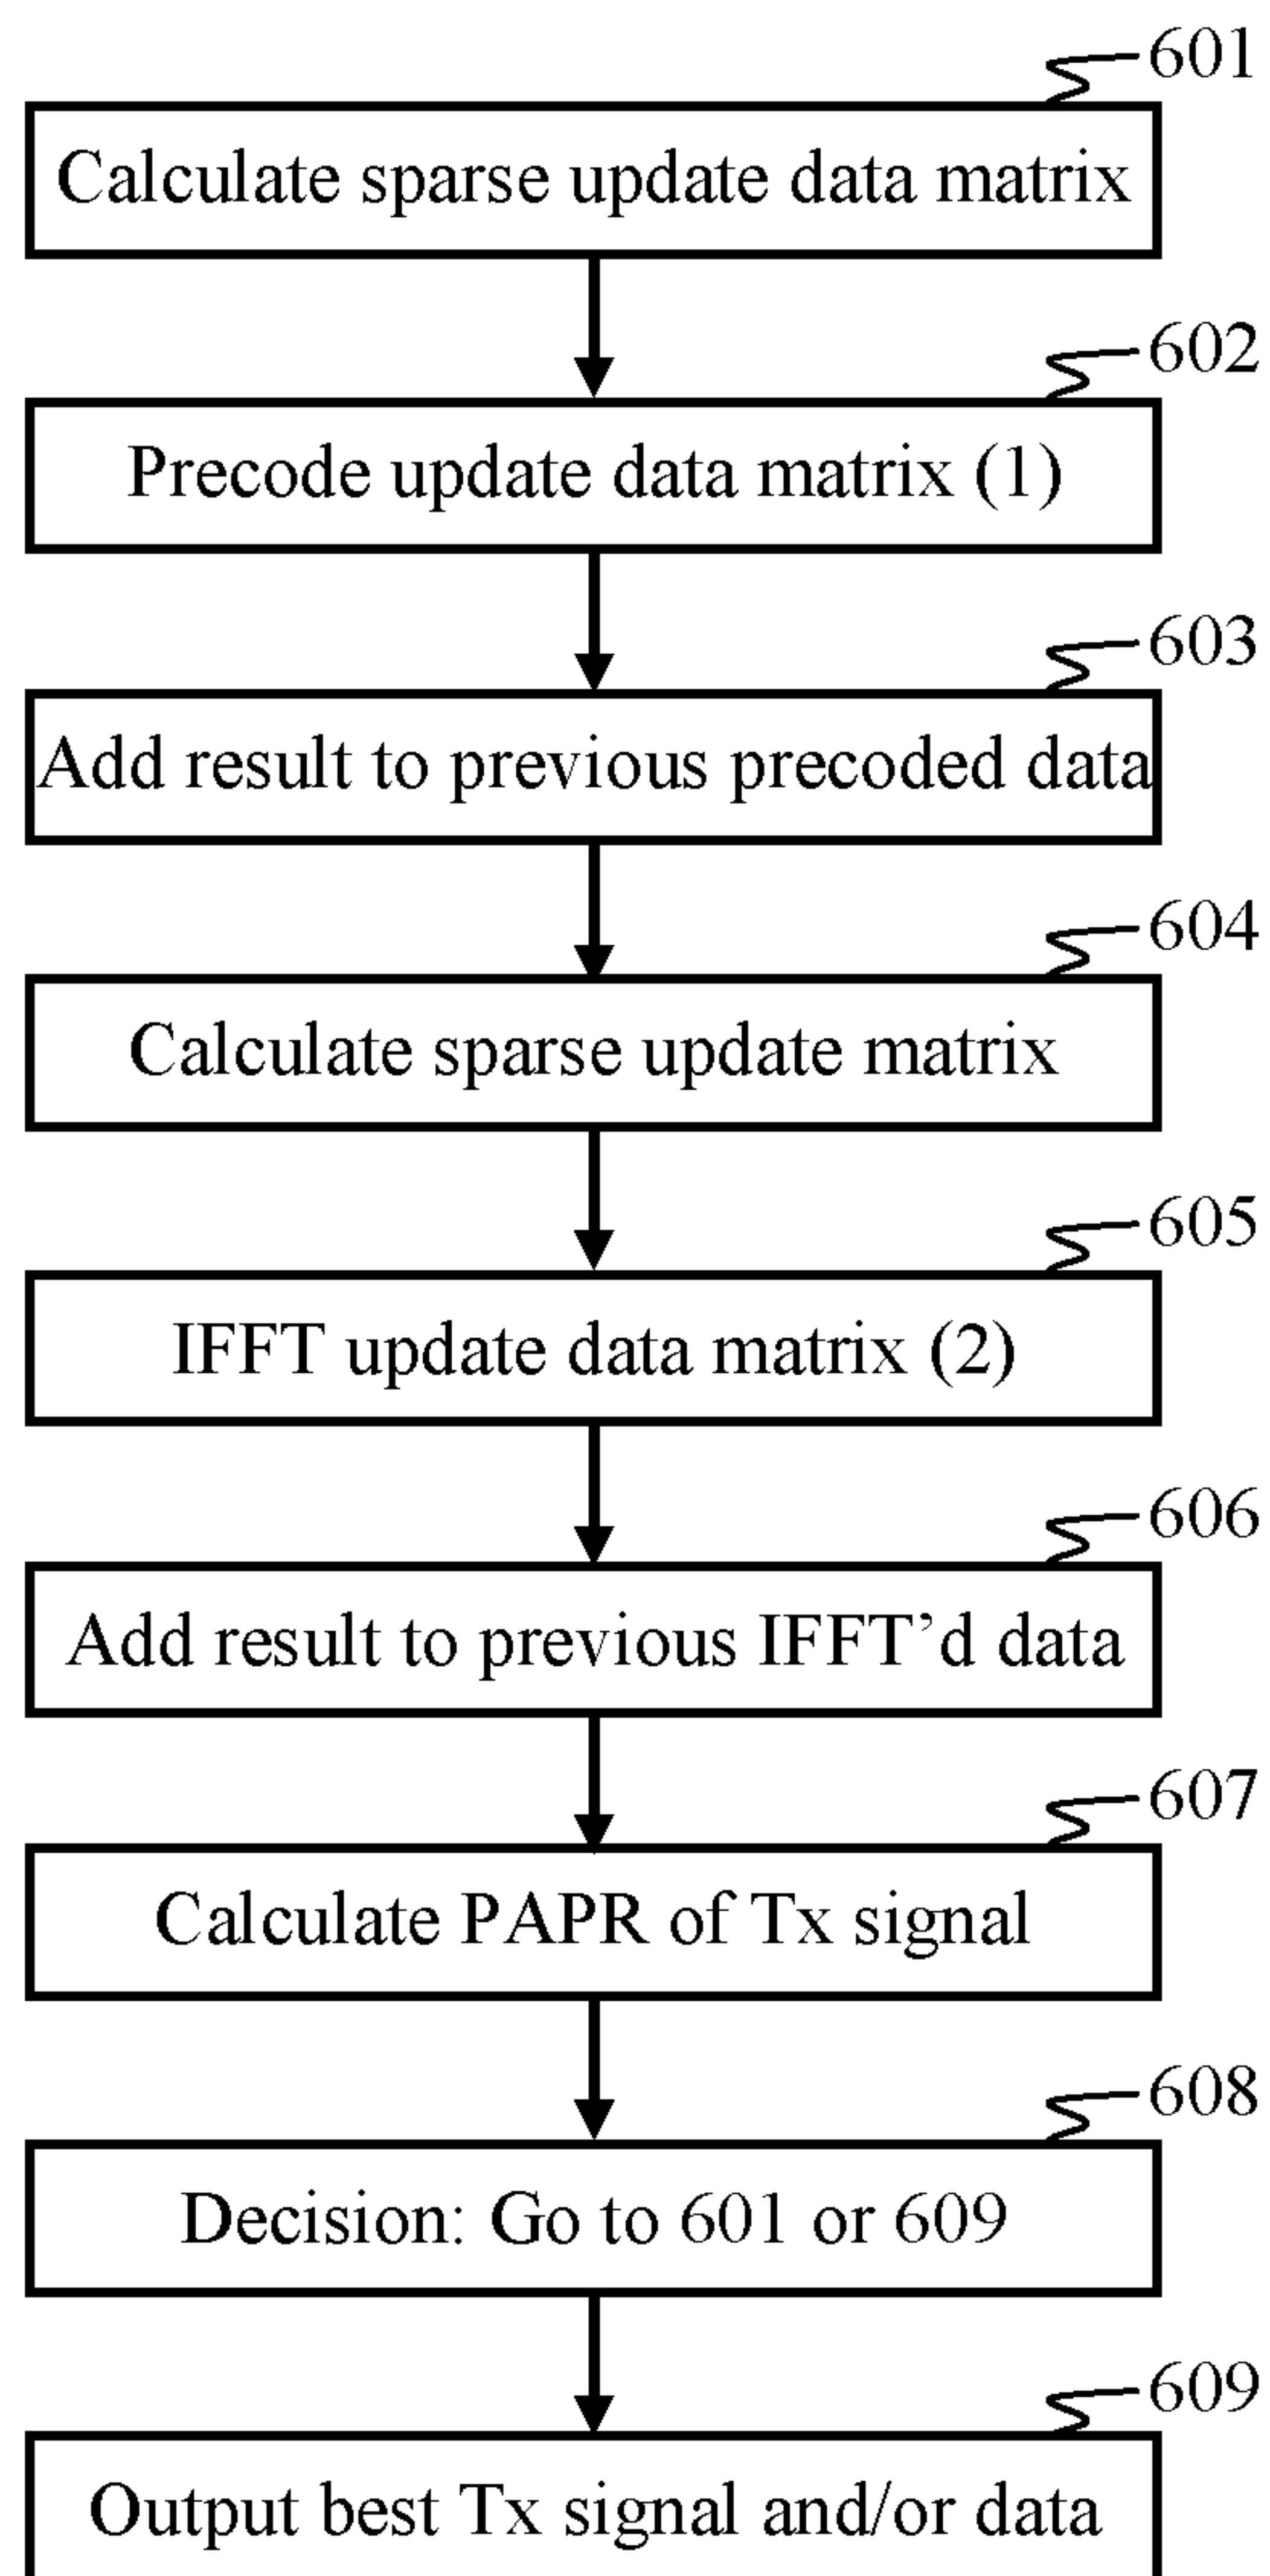 601
Calculate sparse update data matrix
602
Precode update data matrix (1)
603
Add result to previous precoded data
604
Calculate sparse update matrix
605
IFFT update data matrix (2)
606
Add result to previous IFFT’d data
607
Calculate PAPR of Tx signal
608
Decision: Go to 601 or 609
609
Output best Tx signal and/or data